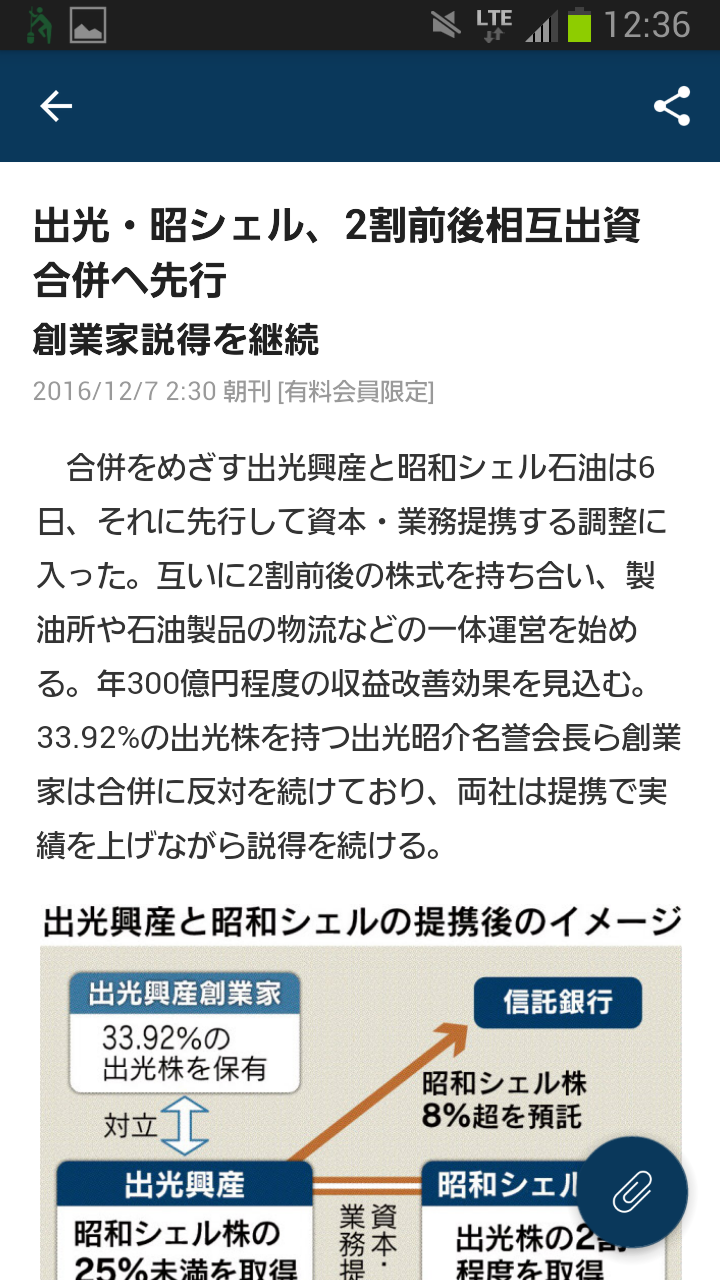 LTE 12:36
出光・昭シェル、2割前後相互出資
合併へ先行
創業家説得を継続
2016/12/7 2:30 朝刊 [有料会員限定]
合併をめざす出光興産と昭和シェル石油は6
日、それに先行して資本・業務提携する調整に
入った。互いに2割前後の株式を持ち合い、製
油所や石油製品の物流などの一体運営を始め
る。年300億円程度の収益改善効果を見込む。
33.92%の出光株を持つ出光昭介名誉会長ら創業
家は合併に反対を続けており、両社は提携で実
績を上げながら説得を続ける。
出光興産と昭和シェルの提携後のイメージ
出光興産創業家
33.92%の
出光株を保有
信託銀行
昭和シェル株
8%超を預託
対立
出光興産
昭和シェル株の
25%未満を取得
資本・
業務提
昭和シェル
出光株の2割
程度を取得